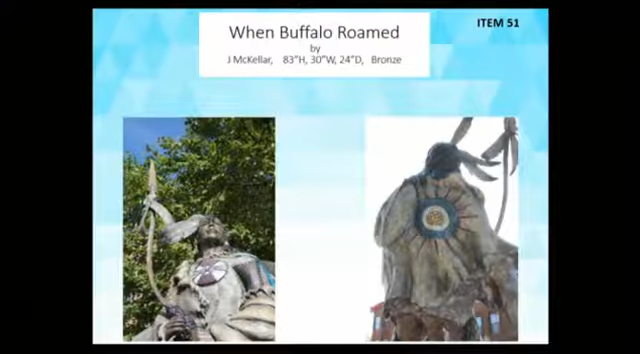 ITEM 51
When Buffalo Roamed
by
J McKellar, 83"H, 30"W, 24"D, Bronze